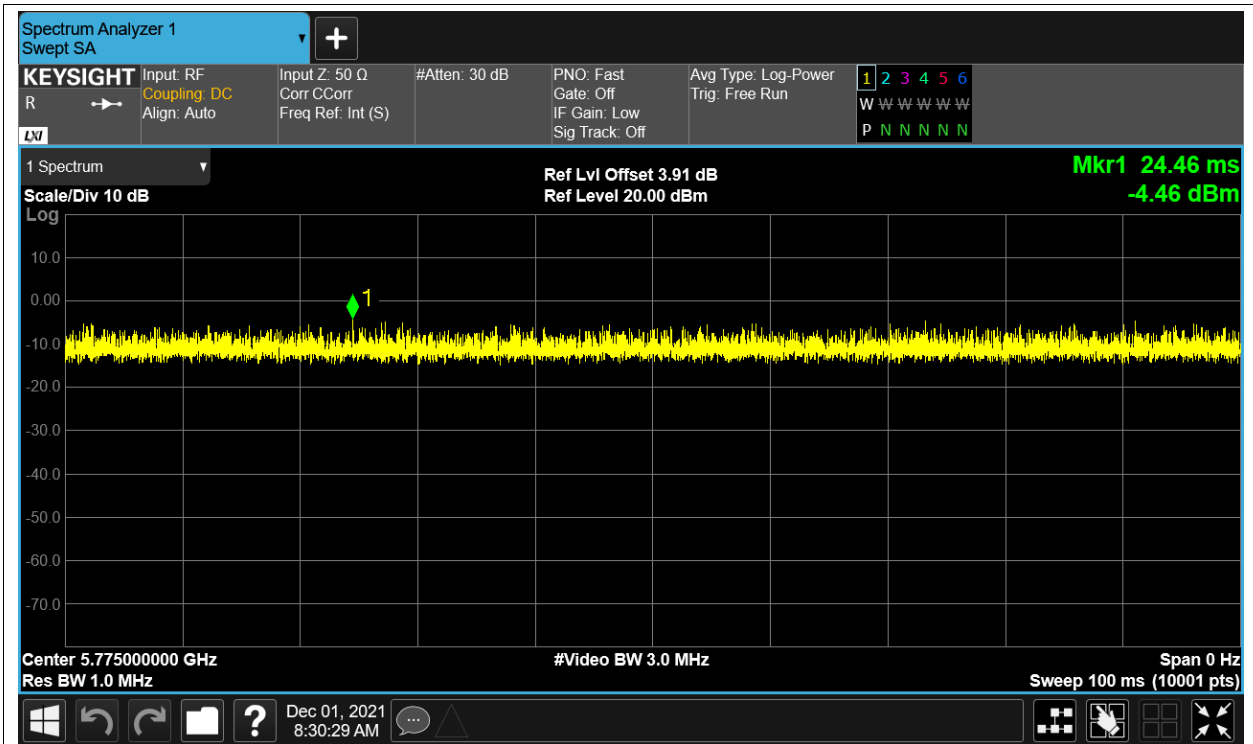 Spectrum Analyzer 1
Swept SA
+
KEYSIGHT
R
LXI
Input: RF
Coupling: DC
Align: Auto
Input Z: 50 Ω
Corr CCorr
Freq Ref: Int (S)
#Atten: 30 dB
PNO: Fast
Gate: Off
IF Gain: Low
Sig Track: Off
Avg Type: Log-Power
Trig: Free Run
1 2 3 4 5 6
W W W W W W
P N N N N N
1 Spectrum
Scale/Div 10 dB
Log
Ref Lvl Offset 3.91 dB
Ref Level 20.00 dBm
Mkr1 24.46 ms
-4.46 dBm
10.0
0.00
1
-10.0
-20.0
-30.0
-40.0
-50.0
-60.0
-70.0
Center 5.775000000 GHz
Res BW 1.0 MHz
#Video BW 3.0 MHz
Span 0 Hz
Sweep 100 ms (10001 pts)
?
Dec 01, 2021
8:30:29 AM